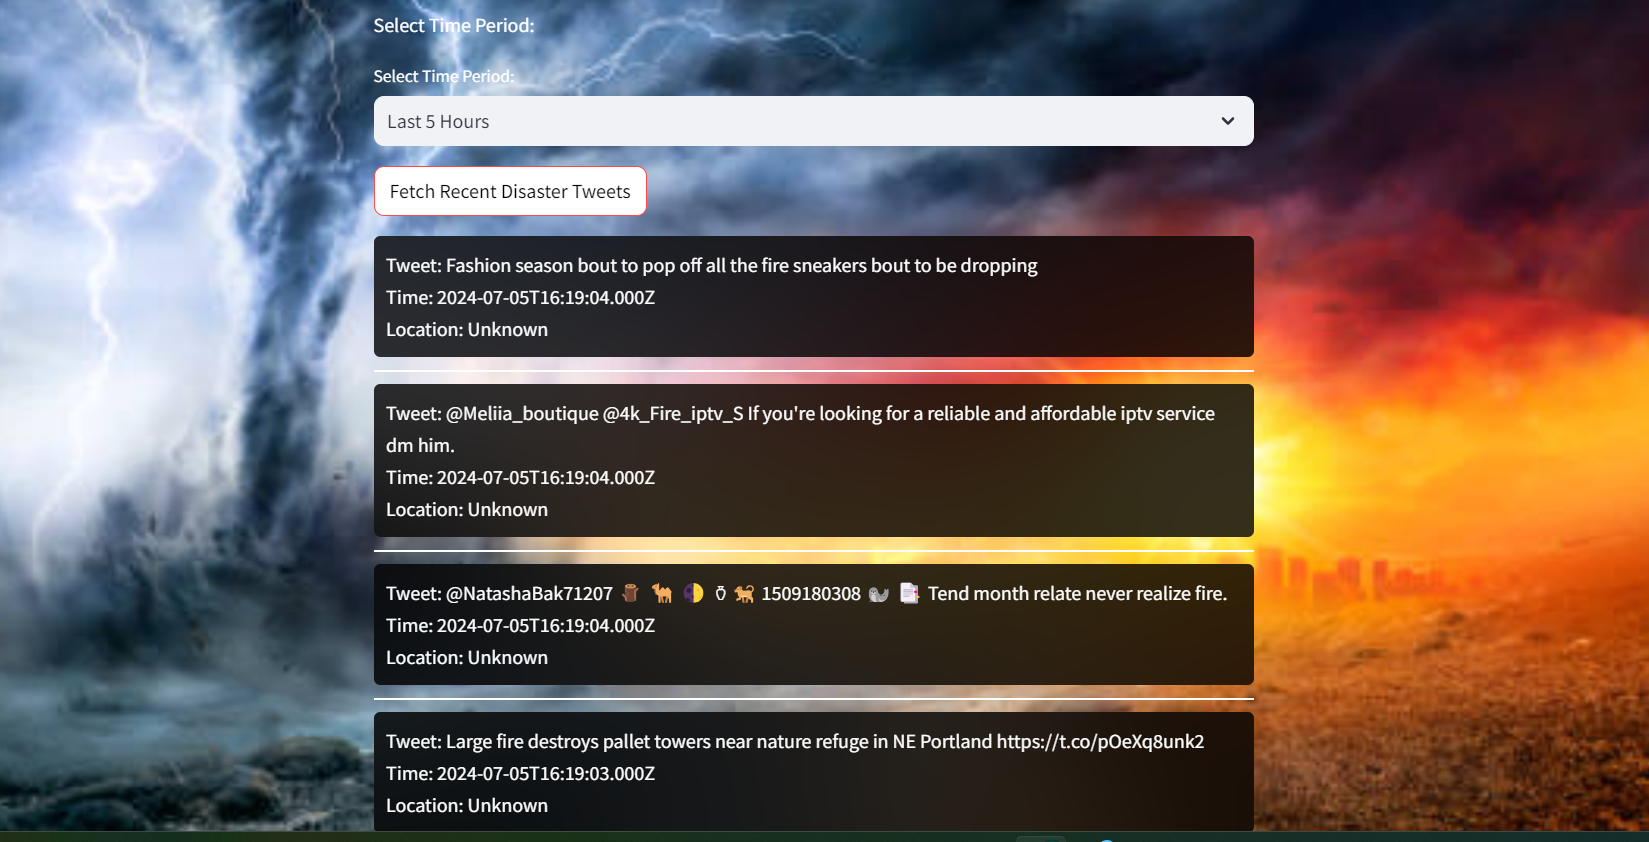 Select Time Period:
Select Time Period:
Last 5 Hours
Fetch Recent Disaster Tweets
Tweet: Fashion season bout to pop off all the fire sneakers bout to be dropping
Time: 2024-07-05T16:19:04.000Z
Location: Unknown
Tweet: @Meliia_boutique @4k_Fire_iptv_S If you're looking for a reliable and affordable iptv service
dm him.
Time: 2024-07-05T16:19:04.000Z
Location: Unknown
Tweet: @NatashaBak71207 🪵 🐪 🌗 ⚱ 🐅 1509180308 🦭 📑 Tend month relate never realize fire.
Time: 2024-07-05T16:19:04.000Z
Location: Unknown
Tweet: Large fire destroys pallet towers near nature refuge in NE Portland https://t.co/pOeXq8unk2
Time: 2024-07-05T16:19:03.000Z
Location: Unknown